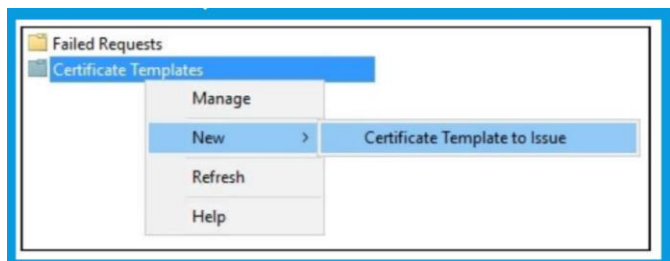 Failed Requests
Certificate Templates
Manage
New > Certificate Template to Issue
Refresh
Help